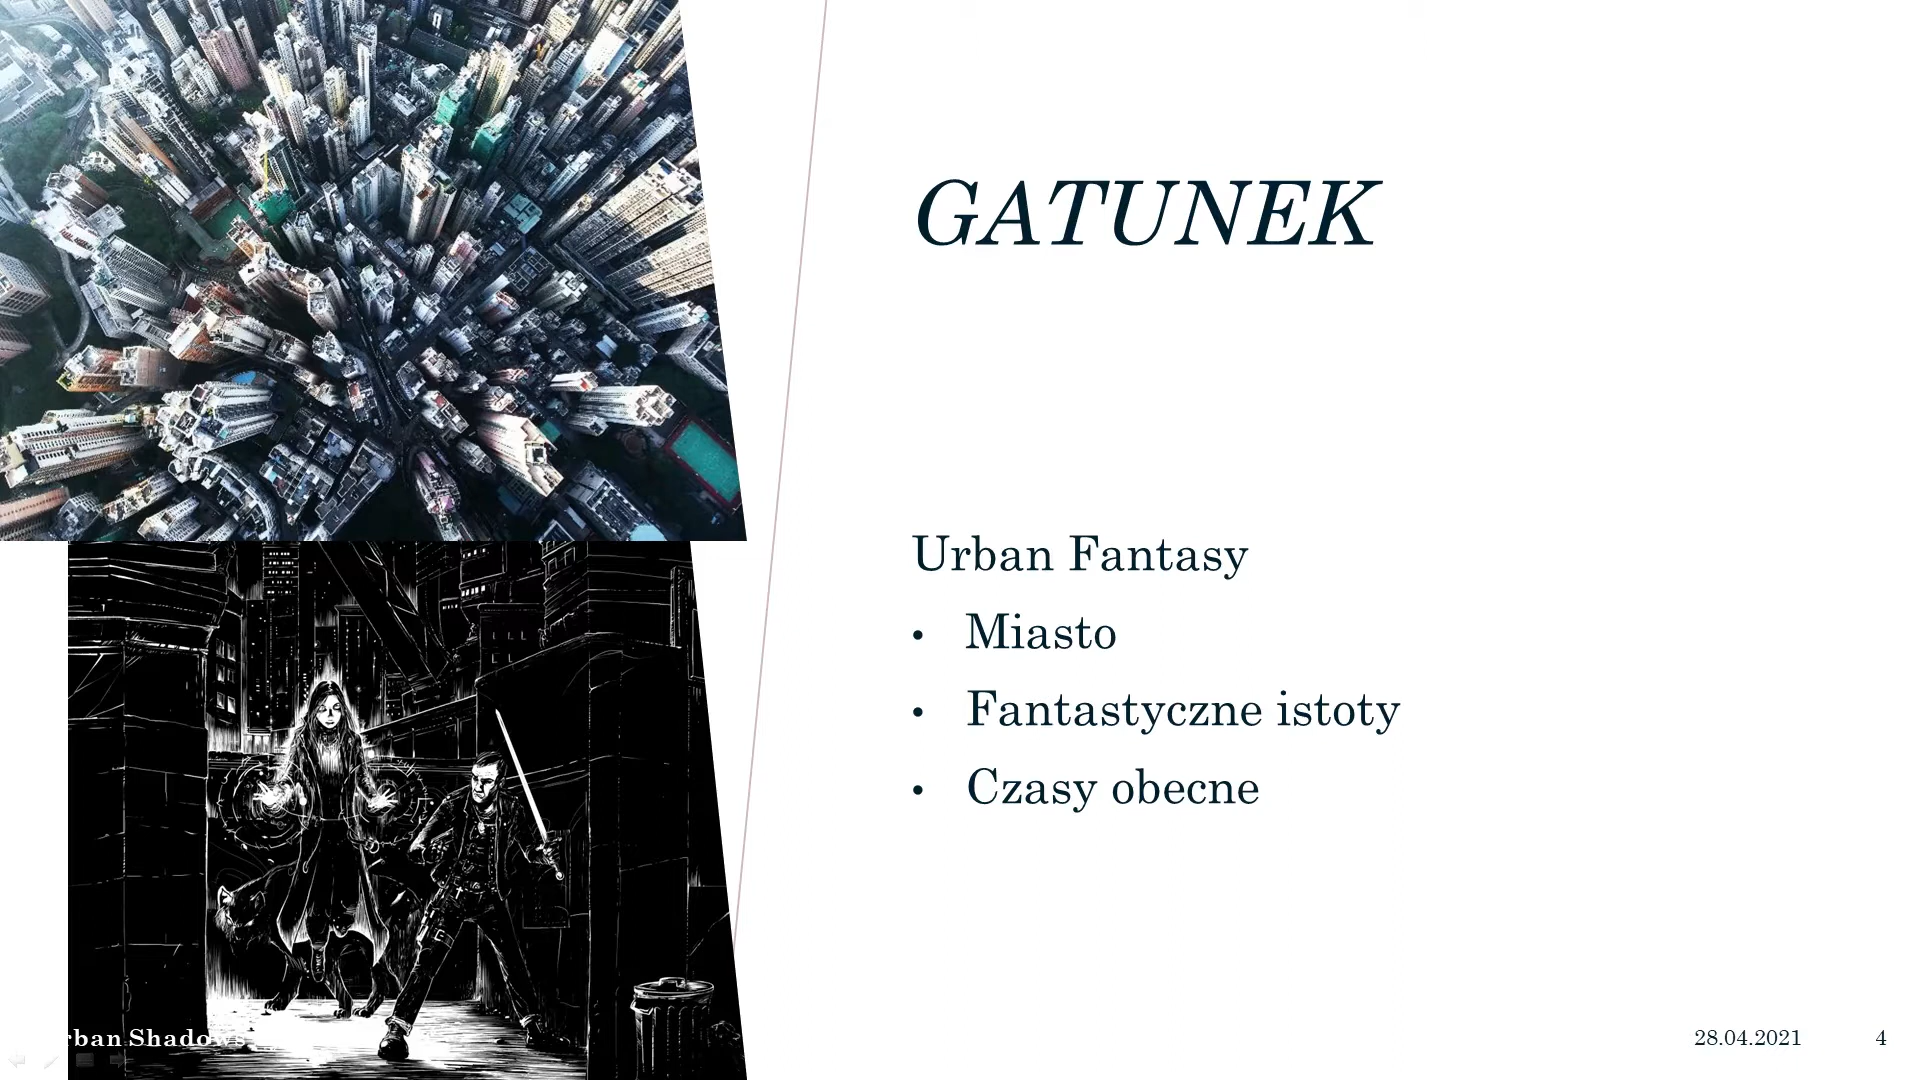 GATUNEK
Urban Fantasy
• Miasto
• Fantastyczne istoty
• Czasy obecne
rban Shadows
28.04.2021
4